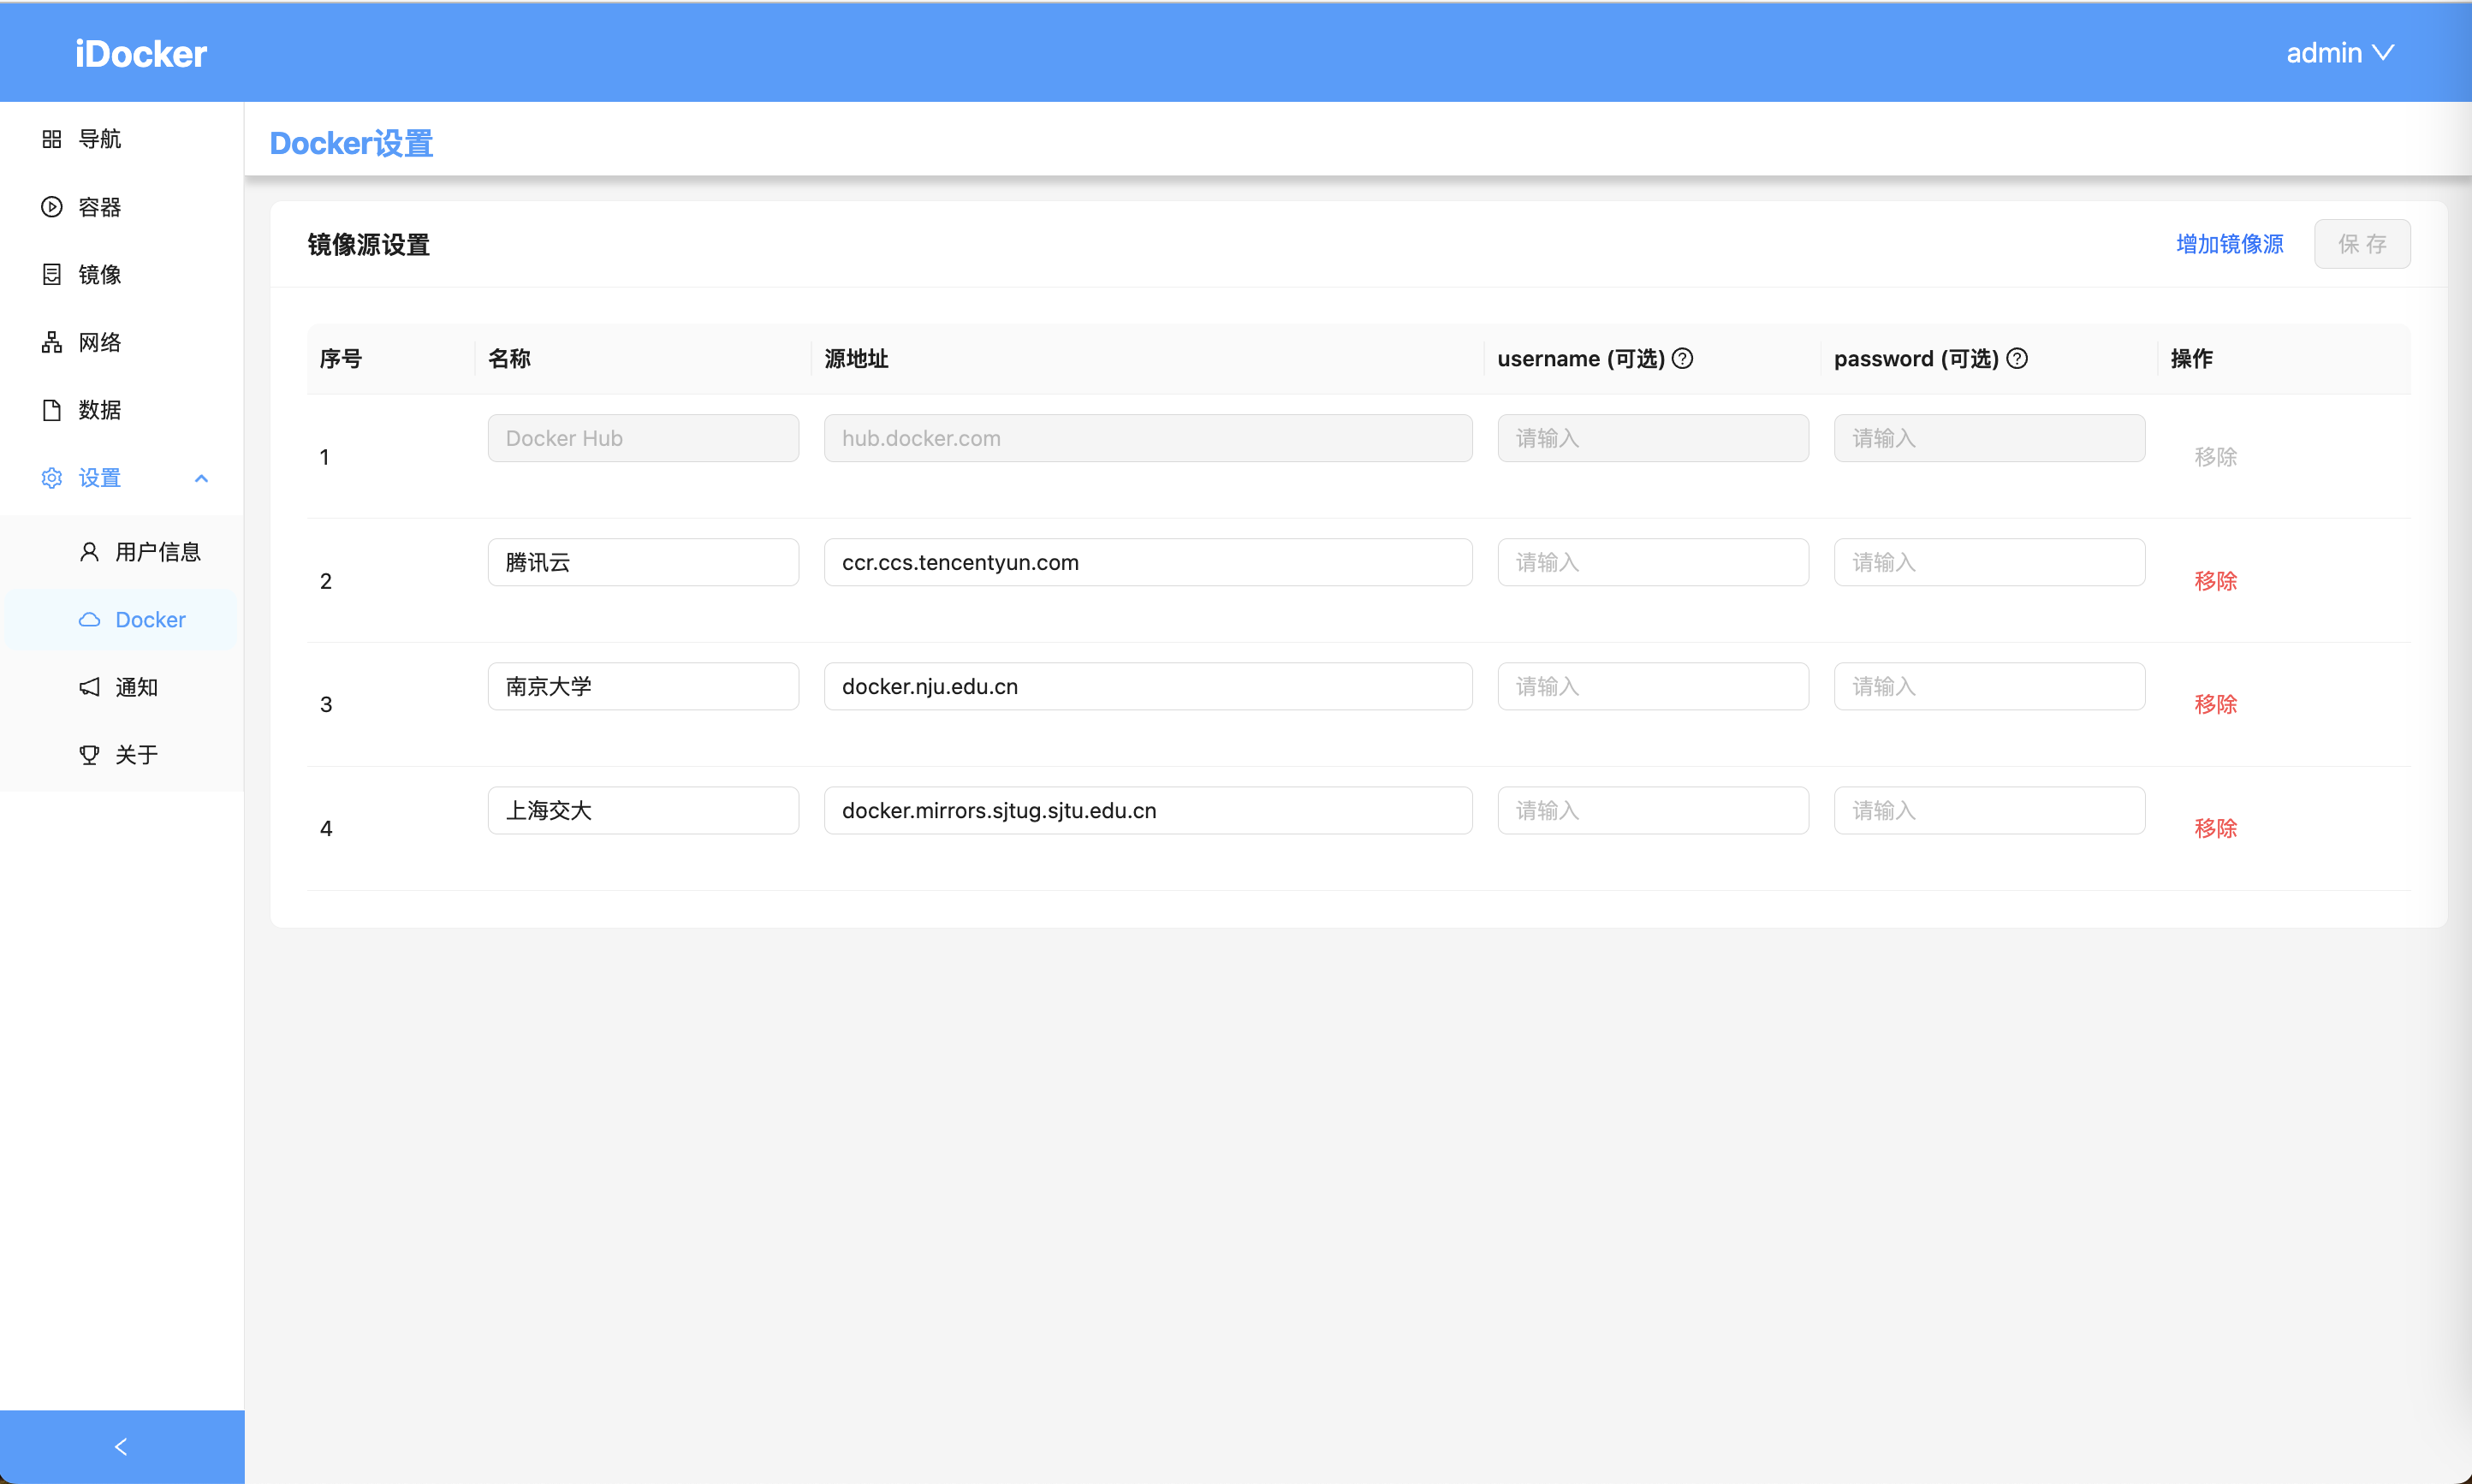 iDocker
admin
导航
容器
镜像
网络
数据
设置
用户信息
Docker
通知
关于
Docker设置
镜像源设置
增加镜像源
保存
序号 名称 源地址 username (可选) password (可选) 操作
1 Docker Hub hub.docker.com 请输入 请输入 移除
2 腾讯云 ccr.ccs.tencentyun.com 请输入 请输入 移除
3 南京大学 docker.nju.edu.cn 请输入 请输入 移除
4 上海交大 docker.mirrors.sjtug.sjtu.edu.cn 请输入 请输入 移除